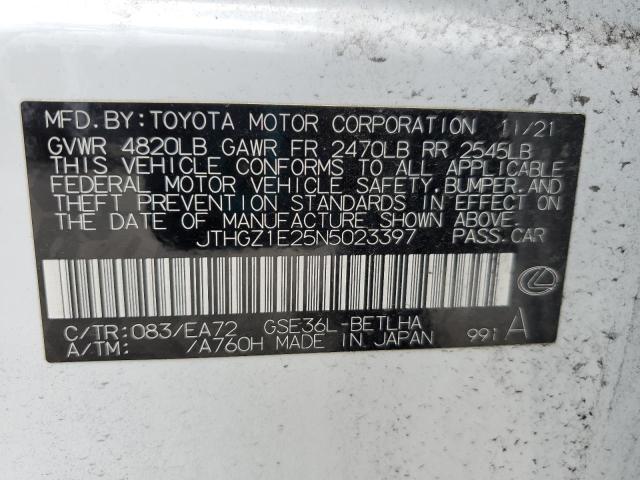 MFD. BY: TOYOTA MOTOR CORPORATION 11/21
GVWR 4820LB GAWR FR 2470LB RR 2545LB
THIS VEHICLE CONFORMS TO ALL APPLICABLE
FEDERAL MOTOR VEHICLE SAFETY, BUMPER, AND
THEFT PREVENTION STANDARDS IN EFFECT ON
THE DATE OF MANUFACTURE SHOWN ABOVE.
JTHGZ1E25N5023397 PASS. CAR
C/TR: 083/EA72 GSE36L-BETLHA
A/TM: /A760H MADE IN JAPAN 991 A